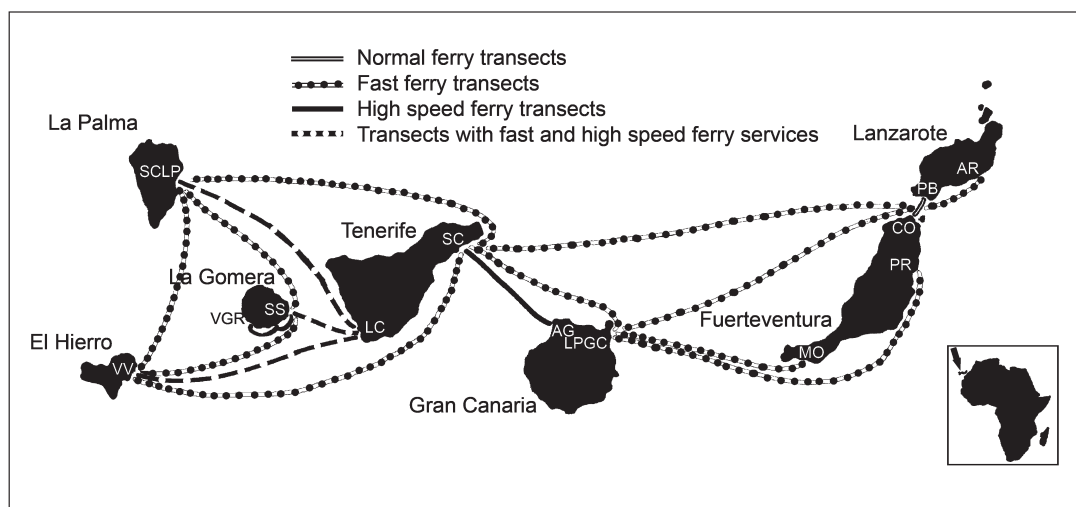 Normal ferry transects
Fast ferry transects
High speed ferry transects
Transects with fast and high speed ferry services
La Palma
SCLP
Lanzarote
AR
PB
Tenerife
SC
CO
PR
La Gomera
SS
VGR
LC
AG
LPGC
Fuerteventura
MO
El Hierro
VV
Gran Canaria